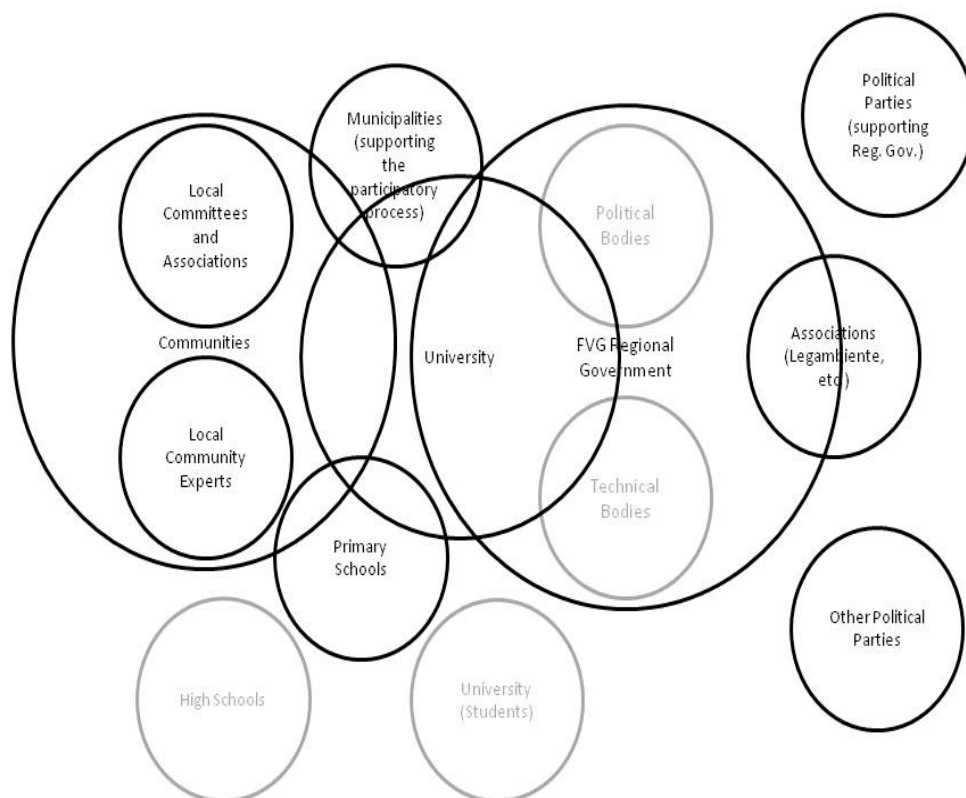 Political
Parties
(supporting
Reg. Gov.)
Municipalities
(supporting
the
participatory
process)
Local
Committees
and
Associations
Political
Bodies
Communities
University
FVG Regional
Government
Associations
(Legambiente,
etc.)
Local
Community
Experts
Technical
Bodies
Primary
Schools
Other Political
Parties
High Schools
University
(Students)